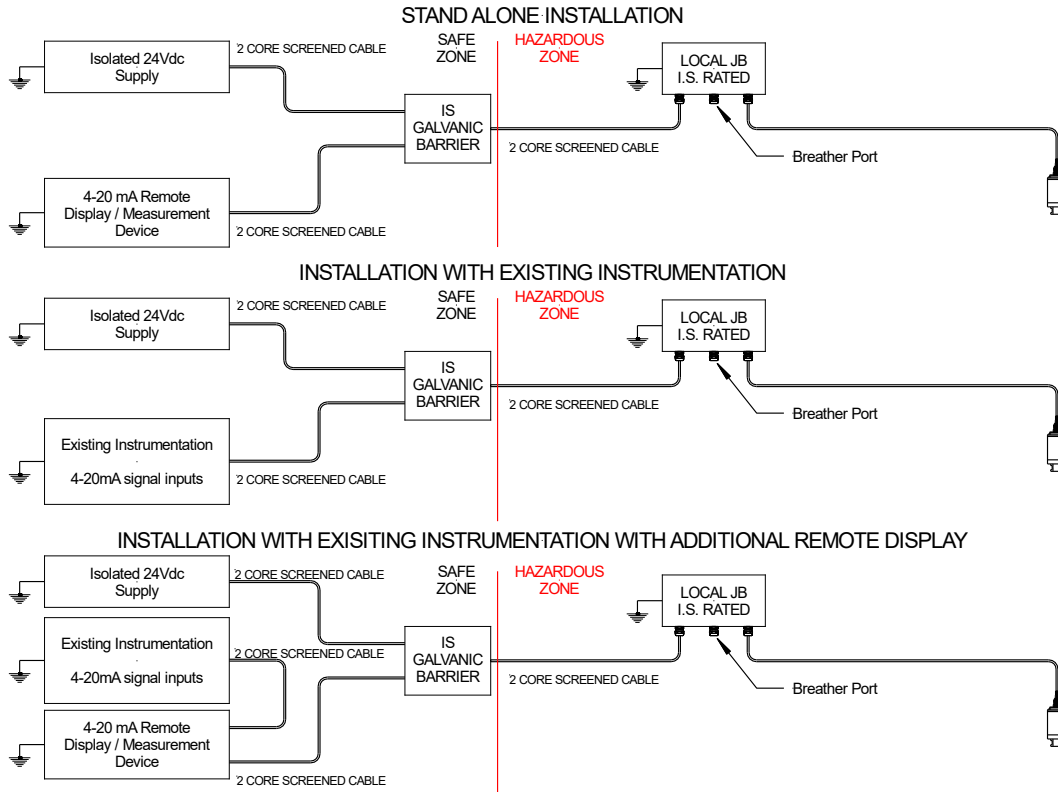 STAND ALONE INSTALLATION
'2 CORE SCREENED CABLE
SAFE
ZONE
HAZARDOUS
ZONE
Isolated 24Vdc
Supply
LOCAL JB
I.S. RATED
IS
GALVANIC
BARRIER
'2 CORE SCREENED CABLE
Breather Port
4-20 mA Remote
Display / Measurement
Device
'2 CORE SCREENED CABLE
INSTALLATION WITH EXISTING INSTRUMENTATION
'2 CORE SCREENED CABLE
SAFE
ZONE
HAZARDOUS
ZONE
Isolated 24Vdc
Supply
LOCAL JB
I.S. RATED
IS
GALVANIC
BARRIER
'2 CORE SCREENED CABLE
Breather Port
Existing Instrumentation
4-20mA signal inputs
'2 CORE SCREENED CABLE
INSTALLATION WITH EXISITING INSTRUMENTATION WITH ADDITIONAL REMOTE DISPLAY
Isolated 24Vdc
Supply
'2 CORE SCREENED CABLE
SAFE
ZONE
HAZARDOUS
ZONE
LOCAL JB
I.S. RATED
Existing Instrumentation
4-20mA signal inputs
'2 CORE SCREENED CABLE
IS
GALVANIC
BARRIER
'2 CORE SCREENED CABLE
Breather Port
4-20 mA Remote
Display / Measurement
Device
'2 CORE SCREENED CABLE